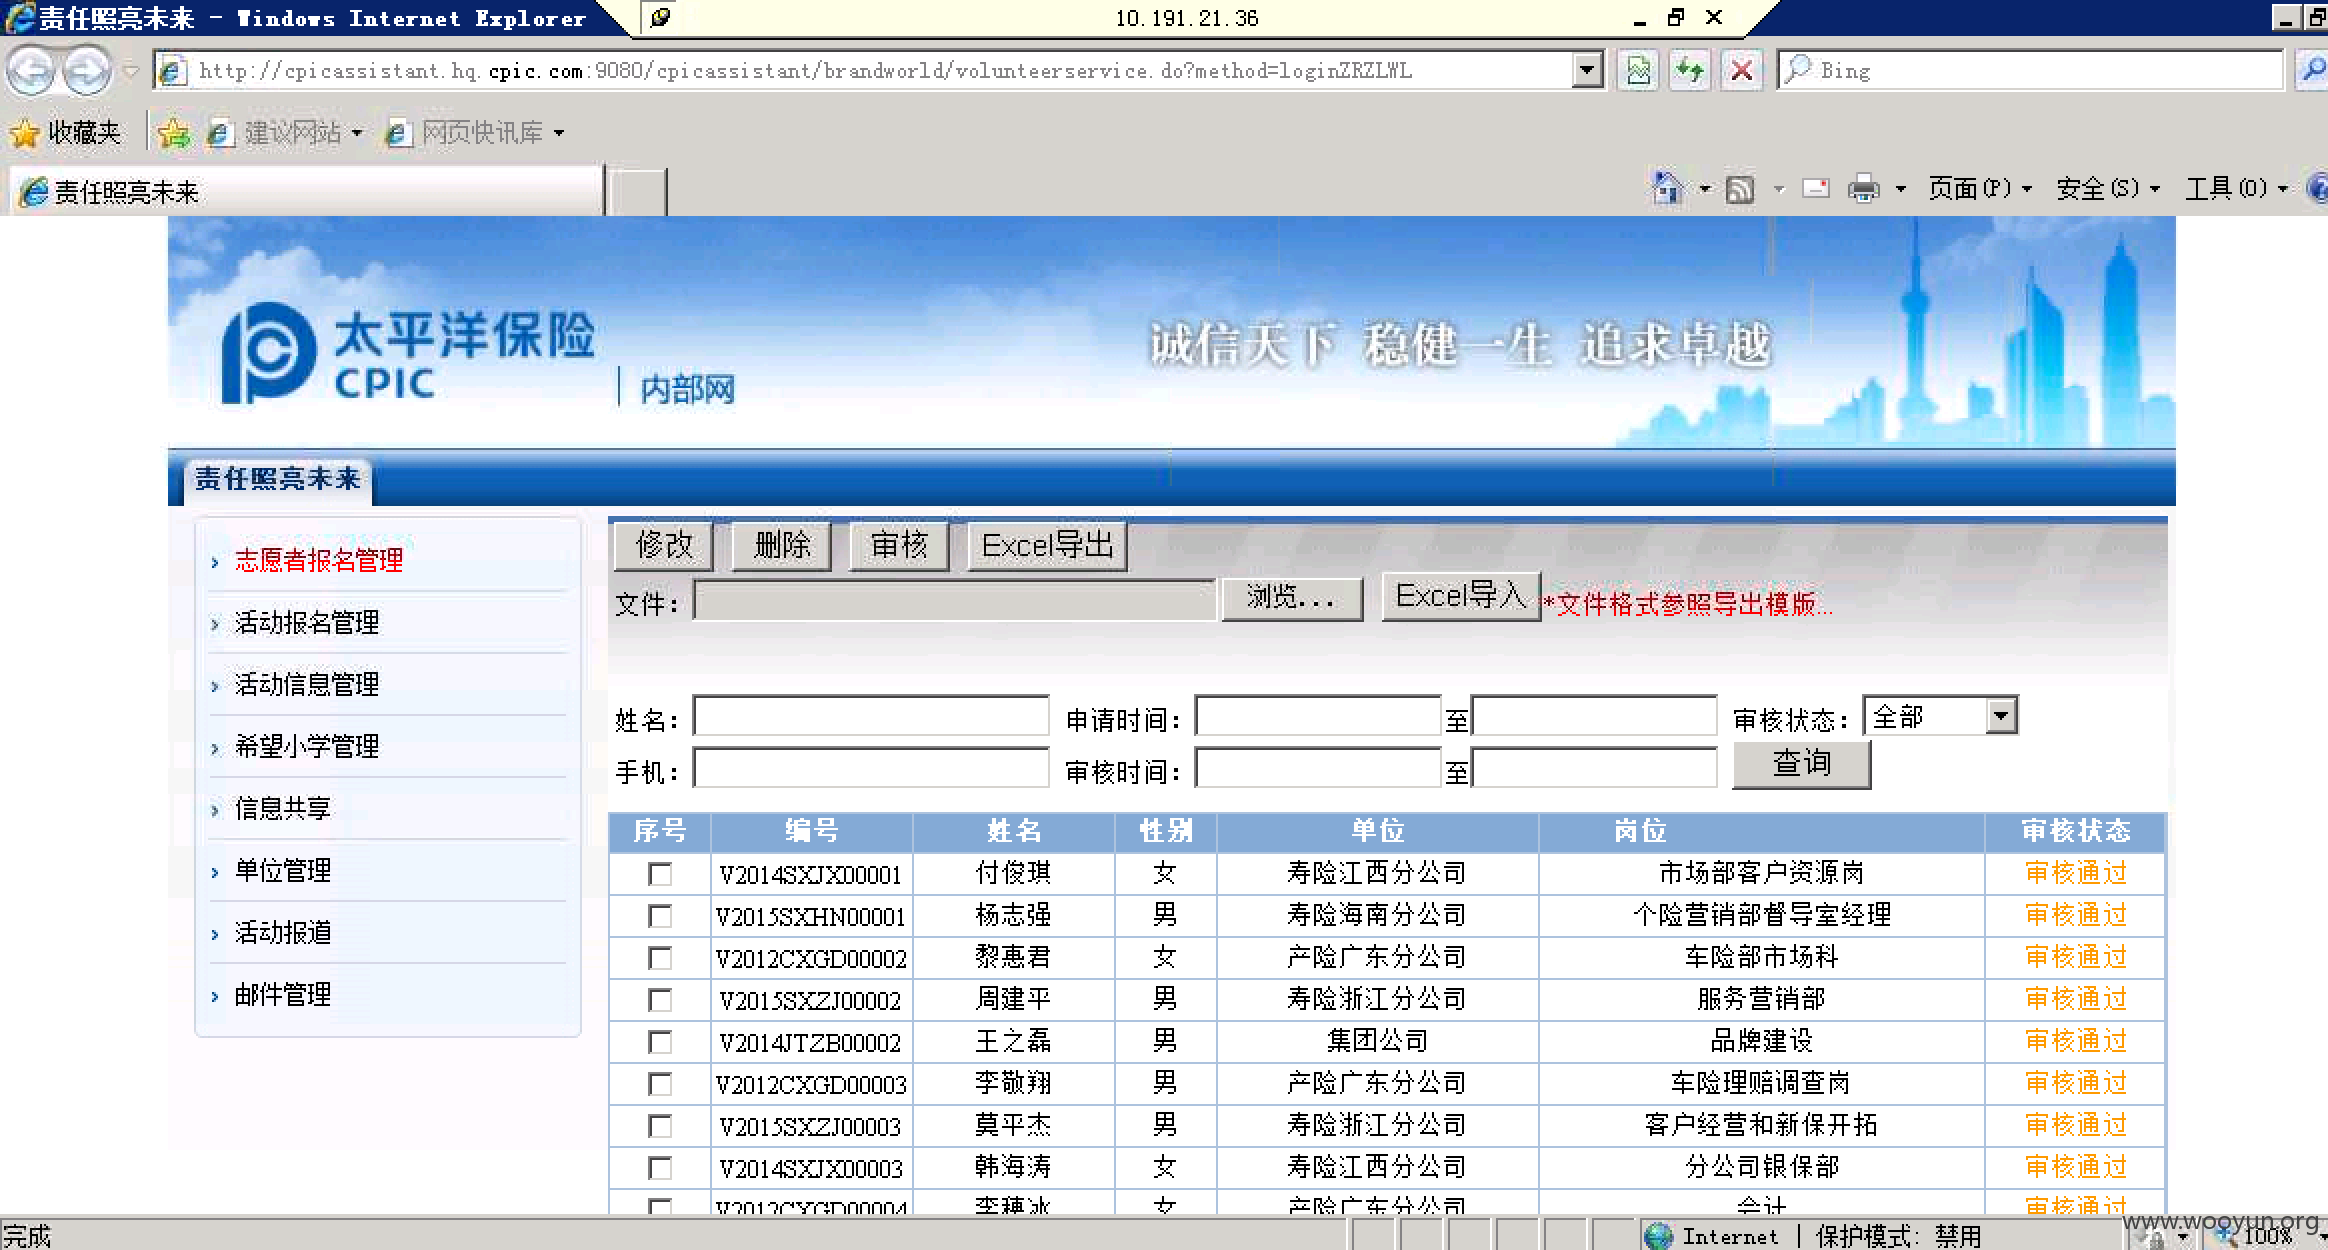 责任照亮未来 - Windows Internet Explorer
10.191.21.36
http://cpicassistant.hq.cpic.com:9080/cpicassistant/brandworld/volunteerservice.do?method=loginZRZLWL
Bing
收藏夹 建议网站 网页快讯库
责任照亮未来
页面(P) 安全(S) 工具(O)
太平洋保险
CPIC
内部网
诚信天下 稳健一生 追求卓越
责任照亮未来
志愿者报名管理
活动报名管理
活动信息管理
希望小学管理
信息共享
单位管理
活动报道
邮件管理
修改 删除 审核 Excel导出
文件: 浏览... Excel导入 *文件格式参照导出模版...
姓名: 申请时间: 至 审核状态: 全部
手机: 审核时间: 至 查询
序号 编号 姓名 性别 单位 岗位 审核状态
V2014SXJX00001 付俊琪 女 寿险江西分公司 市场部客户资源岗 审核通过
V2015SXHN00001 杨志强 男 寿险海南分公司 个险营销部督导室经理 审核通过
V2012CXGD00002 黎惠君 女 产险广东分公司 车险部市场科 审核通过
V2015SXZJ00002 周建平 男 寿险浙江分公司 服务营销部 审核通过
V2014JTZB00002 王之磊 男 集团公司 品牌建设 审核通过
V2012CXGD00003 李敬翔 男 产险广东分公司 车险理赔调查岗 审核通过
V2015SXZJ00003 莫平杰 男 寿险浙江分公司 客户经营和新保开拓 审核通过
V2014SXJX00003 韩海涛 女 寿险江西分公司 分公司银保部 审核通过
V2012CXGD00004 李穗冰 女 产险广东分公司 会计 审核通过
完成
Internet | 保护模式: 禁用
100%
www.wooyun.org